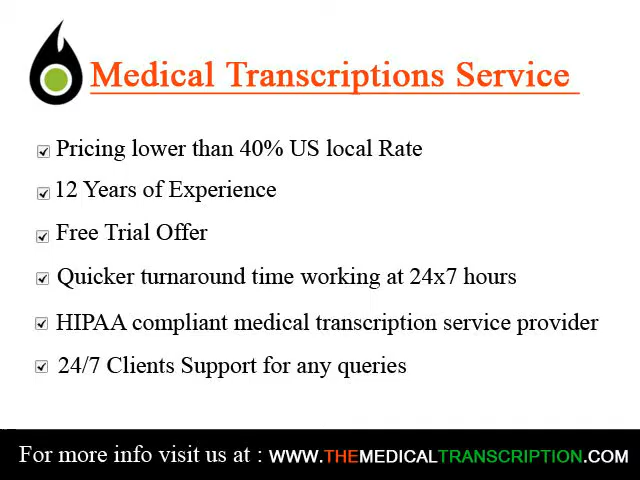 Medical Transcriptions Service
Pricing lower than 40% US local Rate
12 Years of Experience
Free Trial Offer
Quicker turnaround time working at 24x7 hours
HIPAA compliant medical transcription service provider
24/7 Clients Support for any queries
For more info visit us at : WWW.THEMEDICALTRANSCRIPTION.COM